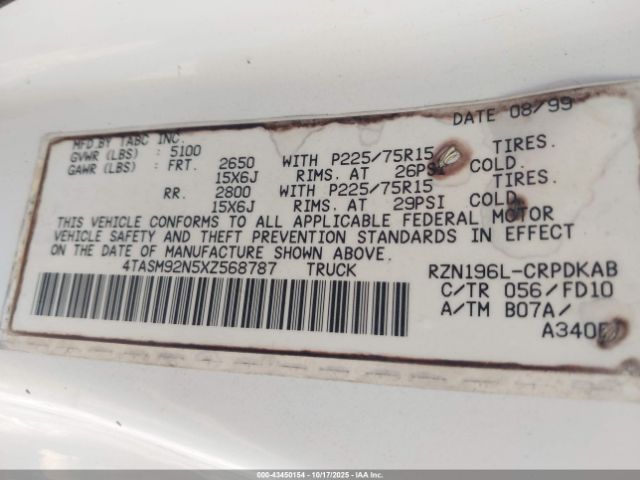 DATE 08/99
MFD BY TABC INC.
GVWR (LBS) : 5100
GAWR (LBS) : FRT. 2650 WITH P225/75R15 TIRES.
15X6J RIMS. AT 26PSI COLD.
RR. 2800 WITH P225/75R15 TIRES.
15X6J RIMS. AT 29PSI COLD.
THIS VEHICLE CONFORMS TO ALL APPLICABLE FEDERAL MOTOR
VEHICLE SAFETY AND THEFT PREVENTION STANDARDS IN EFFECT
ON THE DATE OF MANUFACTURE SHOWN ABOVE.
4TASM92N5XZ568787 TRUCK RZN196L-CRPDKAB
C/TR 056/FD10
A/TM B07A/
000-43450154 - 10/17/2025 - IAA Inc.